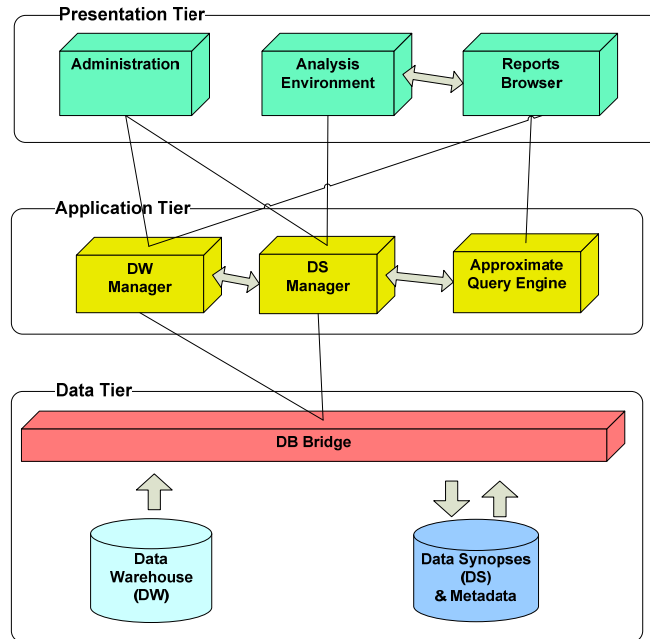 Presentation Tier
Administration
Analysis
Environment
Reports
Browser
Application Tier
DW
Manager
DS
Manager
Approximate
Query Engine
Data Tier
DB Bridge
Data
Warehouse
(DW)
Data Synopses
(DS)
& Metadata